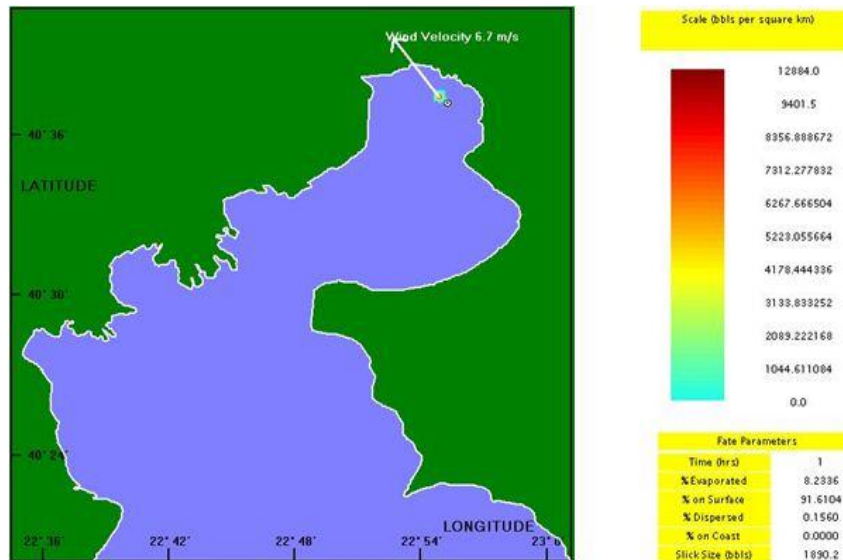 Wind Velocity 6.7 m/s
40° 36'
LATITUDE
40° 30'
40° 24'
LONGITUDE
22° 36' 22° 42' 22° 48' 22° 54' 23° 6'
Scale (bbls per square km)
12884.0
9401.5
8356.888672
7312.277832
6267.666504
5223.055664
4178.444336
3133.833252
2089.222168
1044.611084
0.0
Fate Parameters
Time (hrs) 1
% Evaporated 8.2336
% on Surface 91.6104
% Dispersed 0.1560
% on Coast 0.0000
Slick Size (bbls) 1890.2